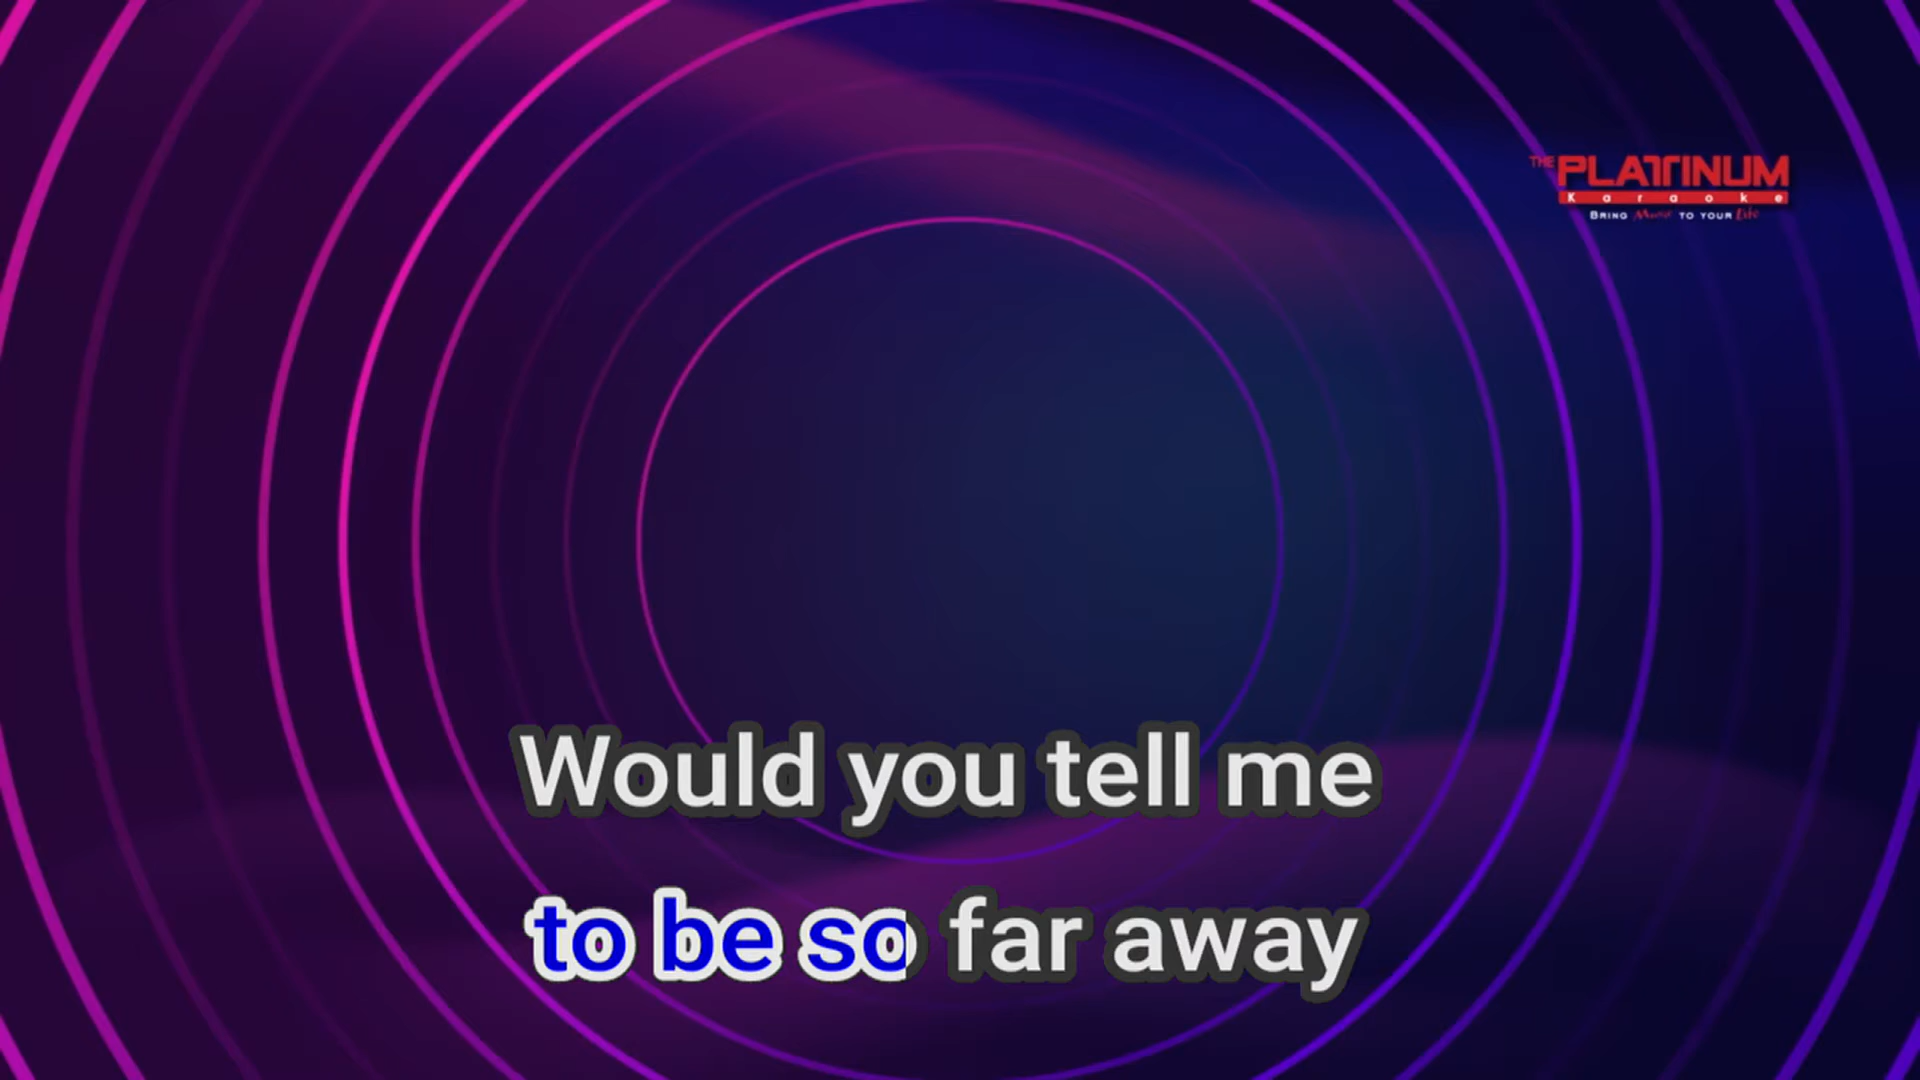 THE PLATINUM
Karaoke
BRING Music TO YOUR Life
Would you tell me
to be so far away